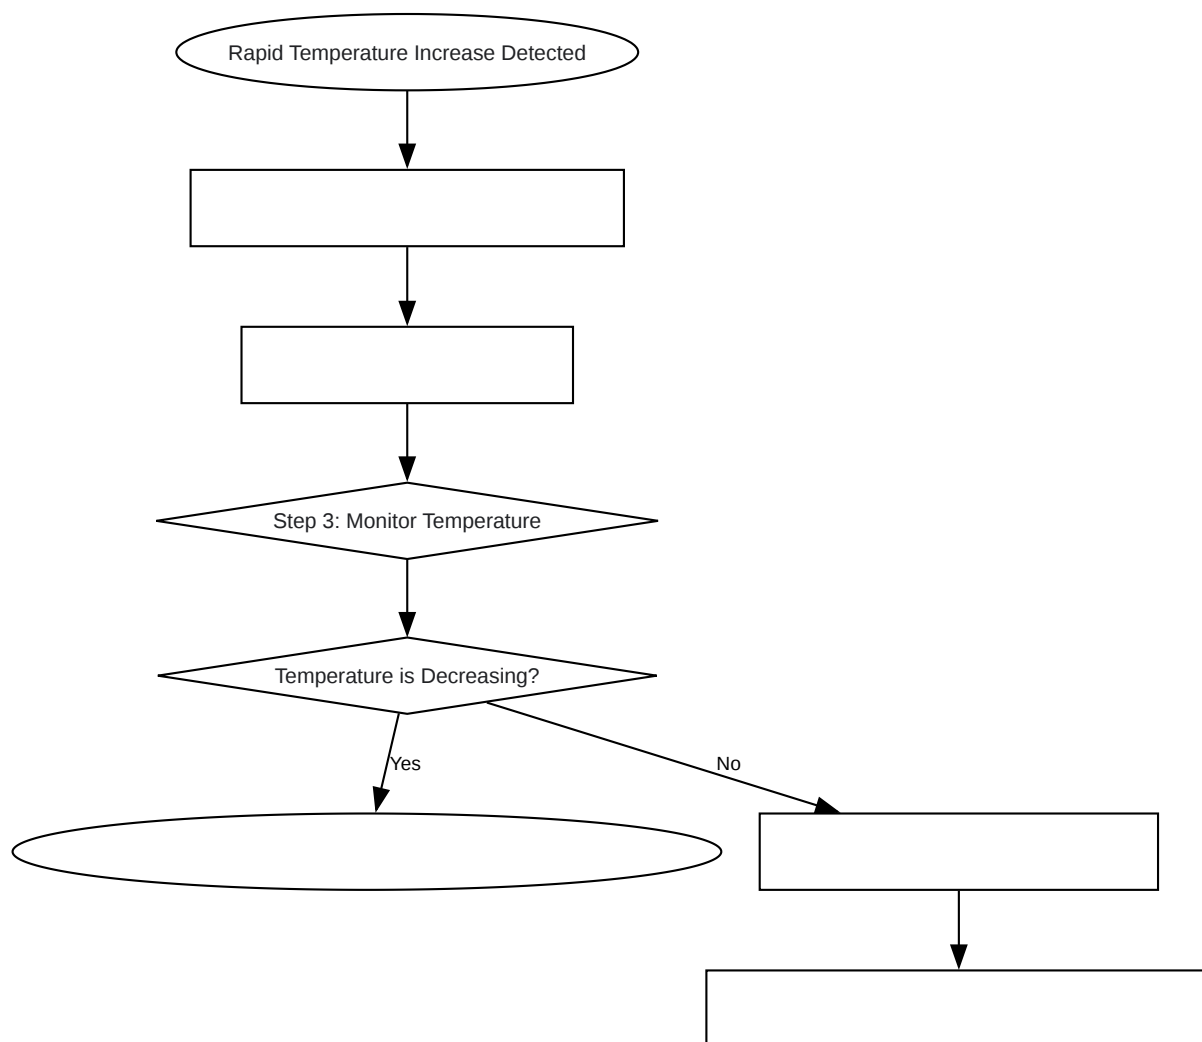 Rapid Temperature Increase Detected
Step 3: Monitor Temperature
Temperature is Decreasing?
Yes
No